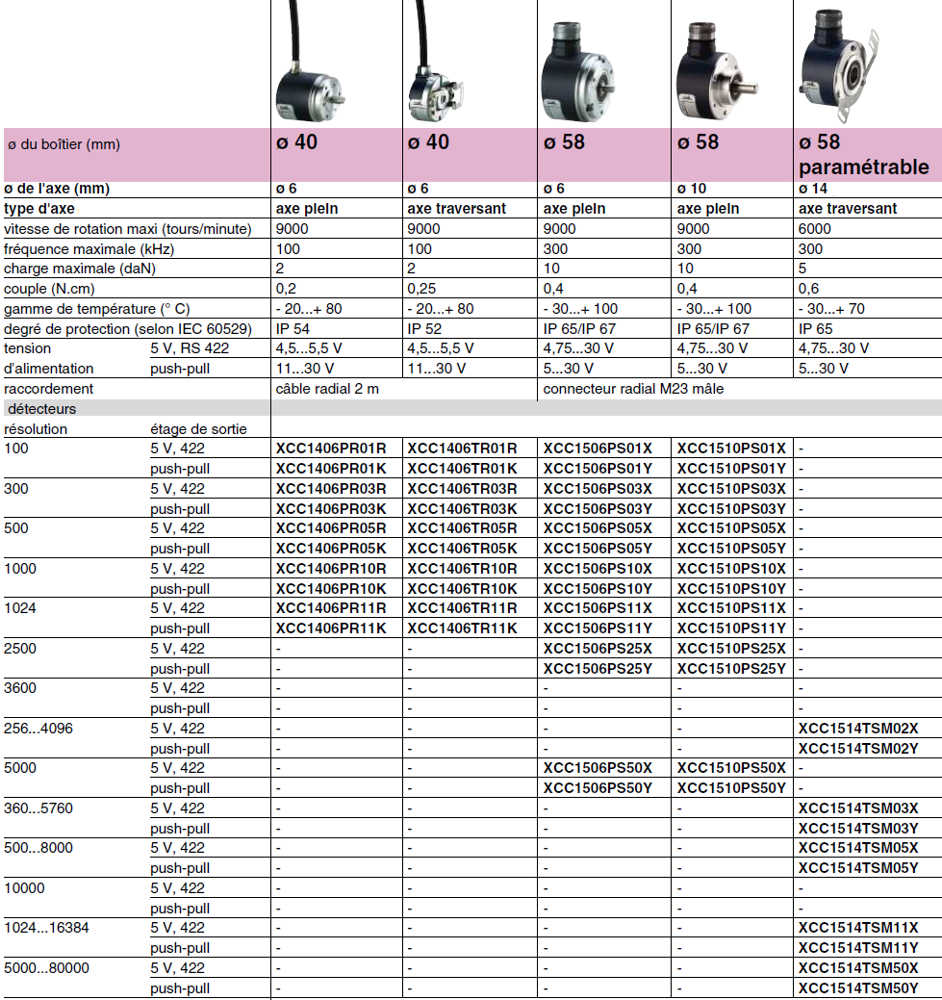 ø du boîtier (mm) ø 40 ø 40 ø 58 ø 58 ø 58
paramétrable
ø de l'axe (mm) ø 6 ø 6 ø 6 ø 10 ø 14
type d'axe axe plein axe traversant axe plein axe plein axe traversant
vitesse de rotation maxi (tours/minute) 9000 9000 9000 9000 6000
fréquence maximale (kHz) 100 100 300 300 300
charge maximale (daN) 2 2 10 10 5
couple (N.cm) 0,2 0,25 0,4 0,4 0,6
gamme de température (° C) - 20...+ 80 - 20...+ 80 - 30...+ 100 - 30...+ 100 - 30...+ 70
degré de protection (selon IEC 60529) IP 54 IP 52 IP 65/IP 67 IP 65/IP 67 IP 65
tension 5 V, RS 422 4,5...5,5 V 4,5...5,5 V 4,75...30 V 4,75...30 V 4,75...30 V
d'alimentation push-pull 11...30 V 11...30 V 5...30 V 5...30 V 5...30 V
raccordement câble radial 2 m connecteur radial M23 mâle
détecteurs
résolution étage de sortie
100 5 V, 422 XCC1406PR01R XCC1406TR01R XCC1506PS01X XCC1510PS01X -
push-pull XCC1406PR01K XCC1406TR01K XCC1506PS01Y XCC1510PS01Y -
300 5 V, 422 XCC1406PR03R XCC1406TR03R XCC1506PS03X XCC1510PS03X -
push-pull XCC1406PR03K XCC1406TR03K XCC1506PS03Y XCC1510PS03Y -
500 5 V, 422 XCC1406PR05R XCC1406TR05R XCC1506PS05X XCC1510PS05X -
push-pull XCC1406PR05K XCC1406TR05K XCC1506PS05Y XCC1510PS05Y -
1000 5 V, 422 XCC1406PR10R XCC1406TR10R XCC1506PS10X XCC1510PS10X -
push-pull XCC1406PR10K XCC1406TR10K XCC1506PS10Y XCC1510PS10Y -
1024 5 V, 422 XCC1406PR11R XCC1406TR11R XCC1506PS11X XCC1510PS11X -
push-pull XCC1406PR11K XCC1406TR11K XCC1506PS11Y XCC1510PS11Y -
2500 5 V, 422 - - XCC1506PS25X XCC1510PS25X -
push-pull - - XCC1506PS25Y XCC1510PS25Y -
3600 5 V, 422 - - - - -
push-pull - - - - -
256...4096 5 V, 422 - - - - XCC1514TSM02X
push-pull - - - - XCC1514TSM02Y
5000 5 V, 422 - - XCC1506PS50X XCC1510PS50X -
push-pull - - XCC1506PS50Y XCC1510PS50Y -
360...5760 5 V, 422 - - - - XCC1514TSM03X
push-pull - - - - XCC1514TSM03Y
500...8000 5 V, 422 - - - - XCC1514TSM05X
push-pull - - - - XCC1514TSM05Y
10000 5 V, 422 - - - - -
push-pull - - - - -
1024...16384 5 V, 422 - - - - XCC1514TSM11X
push-pull - - - - XCC1514TSM11Y
5000...80000 5 V, 422 - - - - XCC1514TSM50X
push-pull - - - - XCC1514TSM50Y